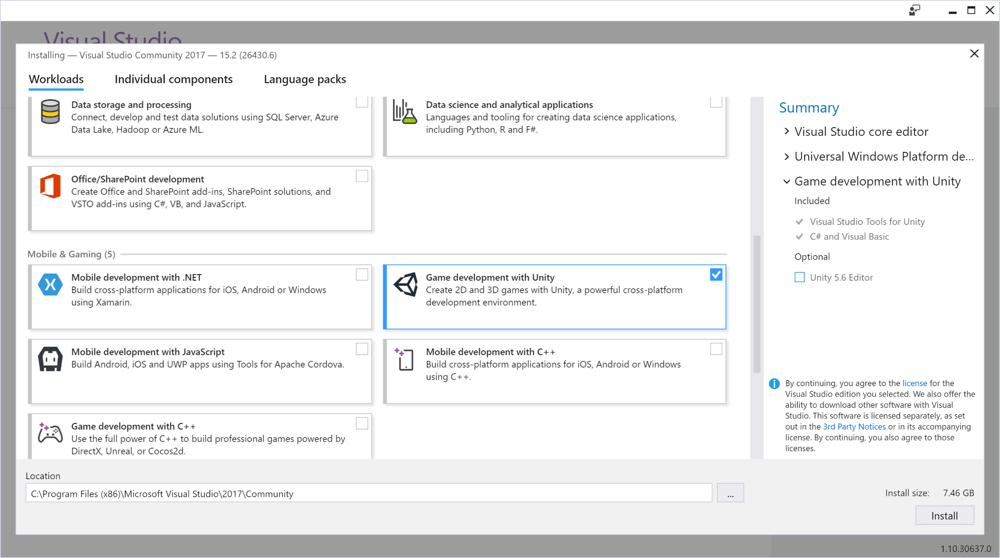 Visual Studio
Installing — Visual Studio Community 2017 — 15.2 (26430.6)
Workloads
Individual components
Language packs
Data storage and processing
Connect, develop and test data solutions using SQL Server, Azure
Data Lake, Hadoop or Azure ML.
Data science and analytical applications
Languages and tooling for creating data science applications,
including Python, R and F#.
Office/SharePoint development
Create Office and SharePoint add-ins, SharePoint solutions, and
VSTO add-ins using C#, VB, and JavaScript.
Mobile & Gaming (5)
Mobile development with .NET
Build cross-platform applications for iOS, Android or Windows
using Xamarin.
Game development with Unity
Create 2D and 3D games with Unity, a powerful cross-platform
development environment.
Mobile development with JavaScript
Build Android, iOS and UWP apps using Tools for Apache Cordova.
Mobile development with C++
Build cross-platform applications for iOS, Android or Windows
using C++.
Game development with C++
Use the full power of C++ to build professional games powered by
DirectX, Unreal, or Cocos2d.
Summary
Visual Studio core editor
Universal Windows Platform de...
Game development with Unity
Included
Visual Studio Tools for Unity
C# and Visual Basic
Optional
Unity 5.6 Editor
By continuing, you agree to the license for the
Visual Studio edition you selected. We also offer the
ability to download other software with Visual
Studio. This software is licensed separately, as set
out in the 3rd Party Notices or in its accompanying
license. By continuing, you also agree to those
licenses.
Location
C:\Program Files (x86)\Microsoft Visual Studio\2017\Community
...
Install size: 7.46 GB
Install
1.10.30637.0